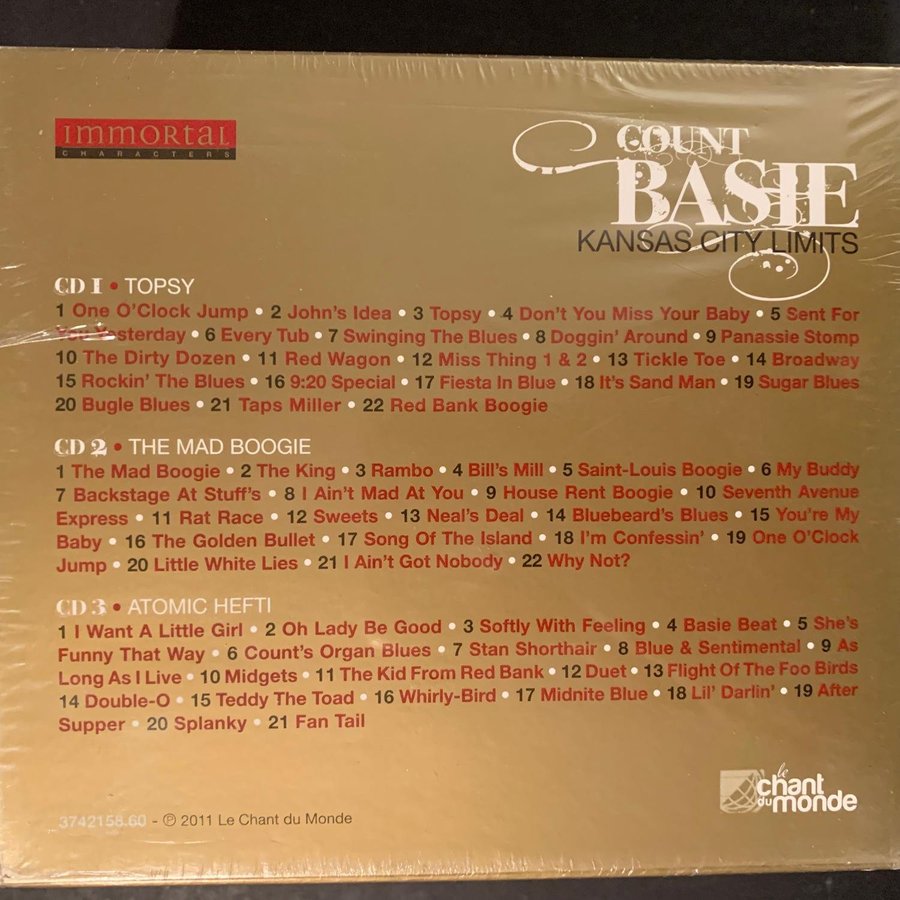 IMMORTAL
CHARACTERS
COUNT
BASIE
KANSAS CITY LIMITS
CD 1 • TOPSY
1 One O'Clock Jump • 2 John's Idea • 3 Topsy • 4 Don't You Miss Your Baby • 5 Sent For
You Yesterday • 6 Every Tub • 7 Swinging The Blues • 8 Doggin' Around • 9 Panassie Stomp
10 The Dirty Dozen • 11 Red Wagon • 12 Miss Thing 1 & 2 • 13 Tickle Toe • 14 Broadway
15 Rockin' The Blues • 16 9:20 Special • 17 Fiesta In Blue • 18 It's Sand Man • 19 Sugar Blues
20 Bugle Blues • 21 Taps Miller • 22 Red Bank Boogie
CD 2 • THE MAD BOOGIE
1 The Mad Boogie • 2 The King • 3 Rambo • 4 Bill's Mill • 5 Saint-Louis Boogie • 6 My Buddy
7 Backstage At Stuff's • 8 I Ain't Mad At You • 9 House Rent Boogie • 10 Seventh Avenue
Express • 11 Rat Race • 12 Sweets • 13 Neal's Deal • 14 Bluebeard's Blues • 15 You're My
Baby • 16 The Golden Bullet • 17 Song Of The Island • 18 I'm Confessin' • 19 One O'Clock
Jump • 20 Little White Lies • 21 I Ain't Got Nobody • 22 Why Not?
CD 3 • ATOMIC HEFTI
1 I Want A Little Girl • 2 Oh Lady Be Good • 3 Softly With Feeling • 4 Basie Beat • 5 She's
Funny That Way • 6 Count's Organ Blues • 7 Stan Shorthair • 8 Blue & Sentimental • 9 As
Long As I Live • 10 Midgets • 11 The Kid From Red Bank • 12 Duet • 13 Flight Of The Foo Birds
14 Double-O • 15 Teddy The Toad • 16 Whirly-Bird • 17 Midnite Blue • 18 Lil' Darlin' • 19 After
Supper • 20 Splanky • 21 Fan Tail
le
chant
du monde
3742158.60 - ℗ 2011 Le Chant du Monde